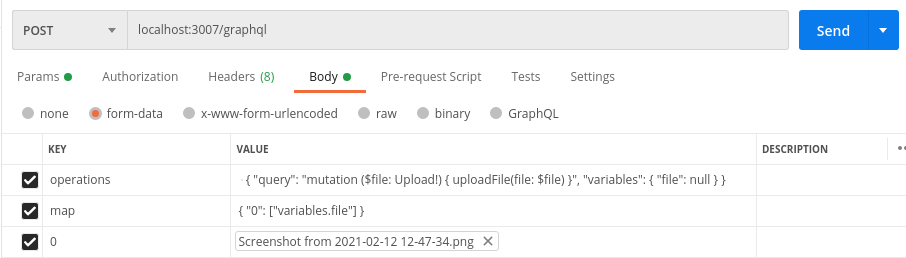 POST localhost:3007/graphql Send
Params Authorization Headers (8) Body Pre-request Script Tests Settings
none form-data x-www-form-urlencoded raw binary GraphQL
KEY VALUE DESCRIPTION
operations { "query": "mutation ($file: Upload!) { uploadFile(file: $file) }", "variables": { "file": null } }
map { "0": ["variables.file"] }
0 Screenshot from 2021-02-12 12-47-34.png